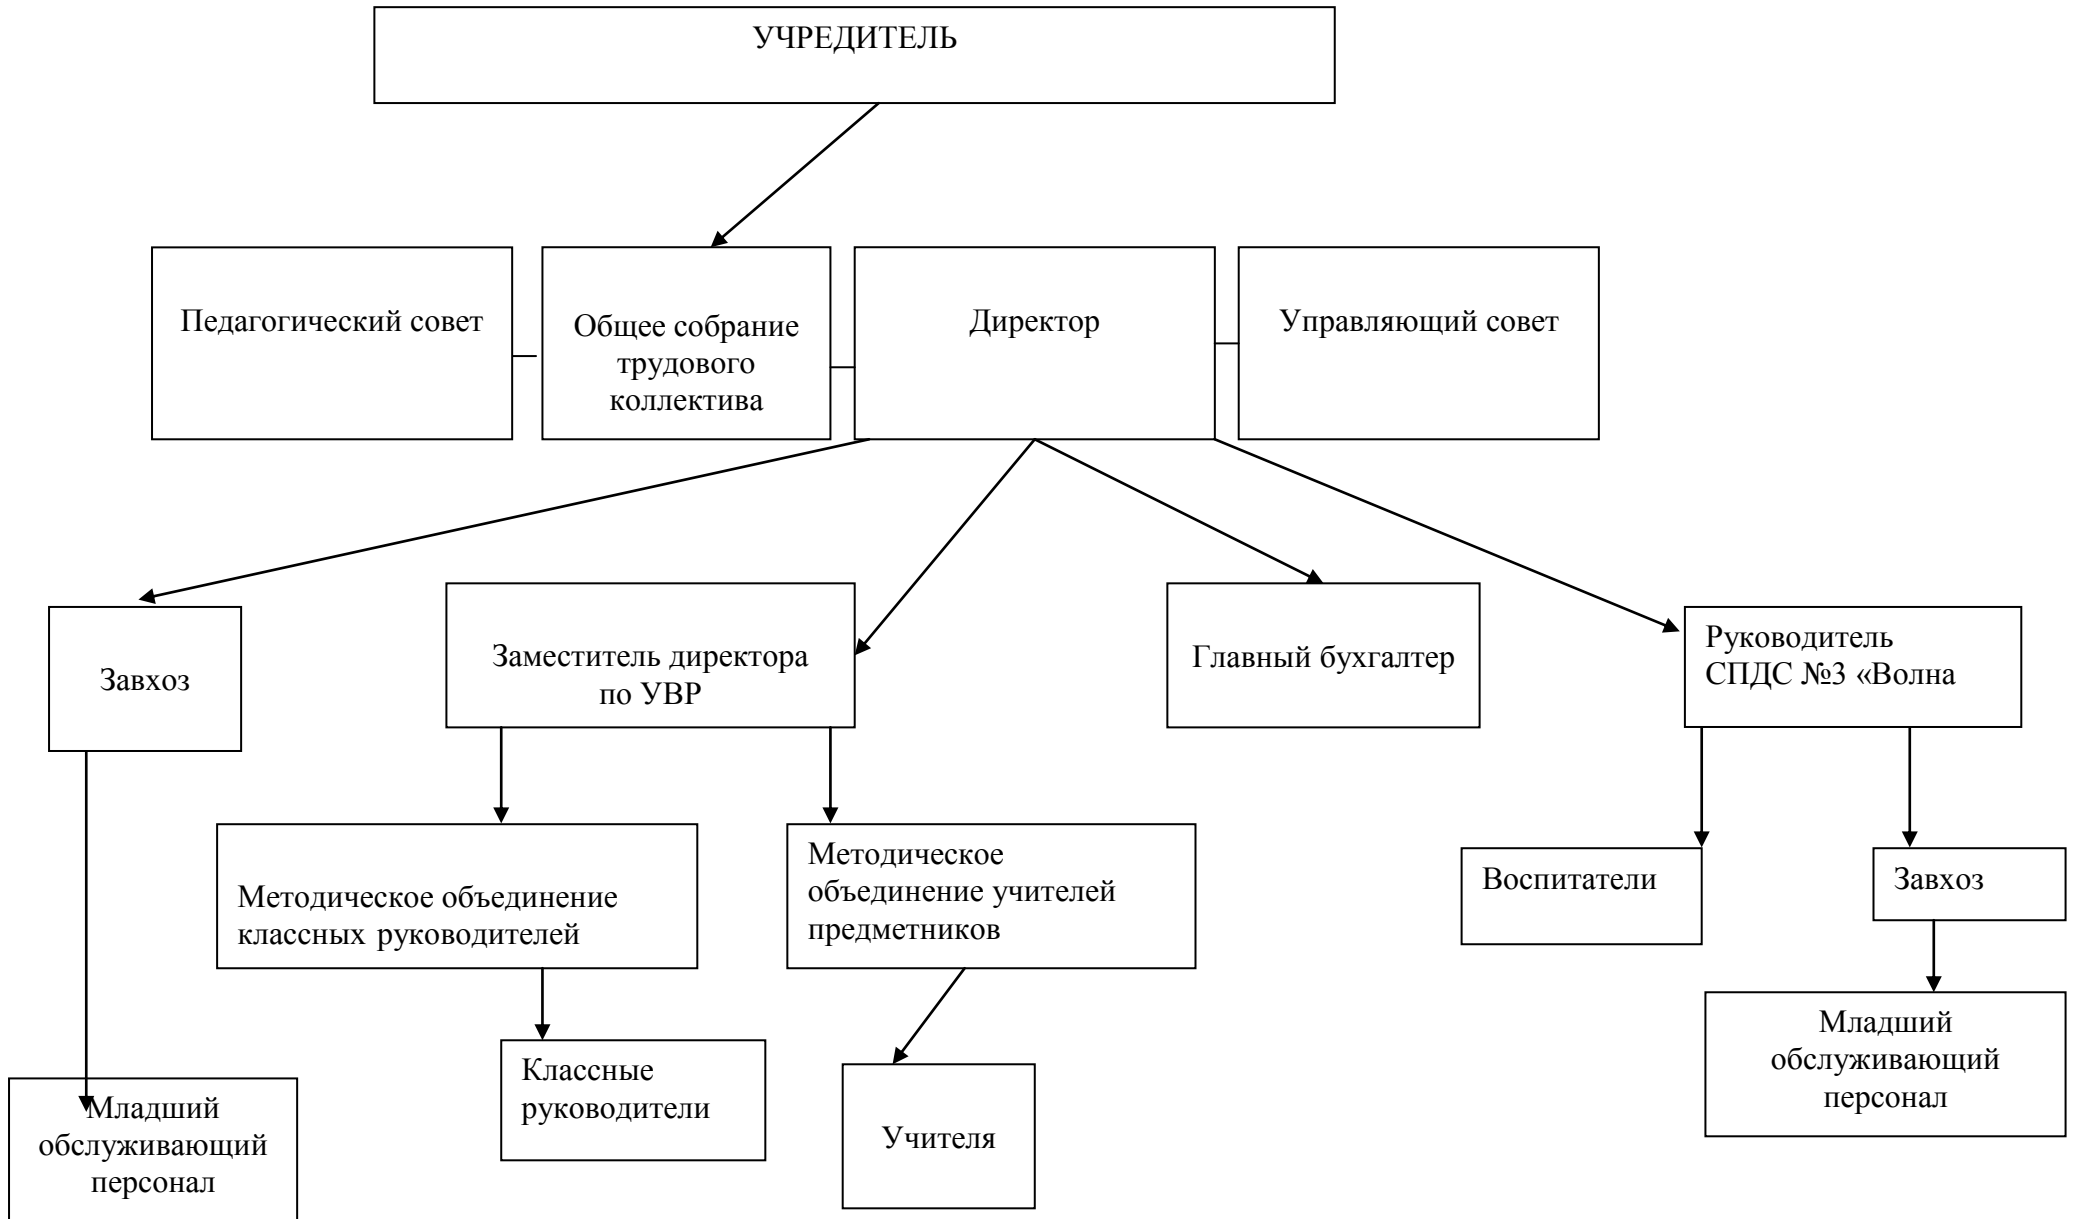 УЧРЕДИТЕЛЬ
Педагогический совет
Общее собрание
трудового
коллектива
Директор
Управляющий совет
Завхоз
Заместитель директора
по УВР
Главный бухгалтер
Руководитель
СПДС №3 «Волна
Методическое объединение
классных руководителей
Методическое
объединение учителей
предметников
Воспитатели
Завхоз
Младший
обслуживающий
персонал
Классные
руководители
Учителя
Младший
обслуживающий
персонал